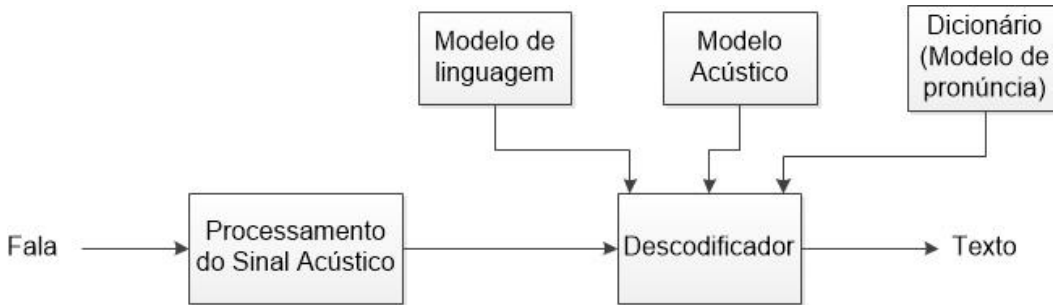 Modelo de
linguagem
Modelo
Acústico
Dicionário
(Modelo de
pronúncia)
Fala
Processamento
do Sinal Acústico
Descodificador
Texto